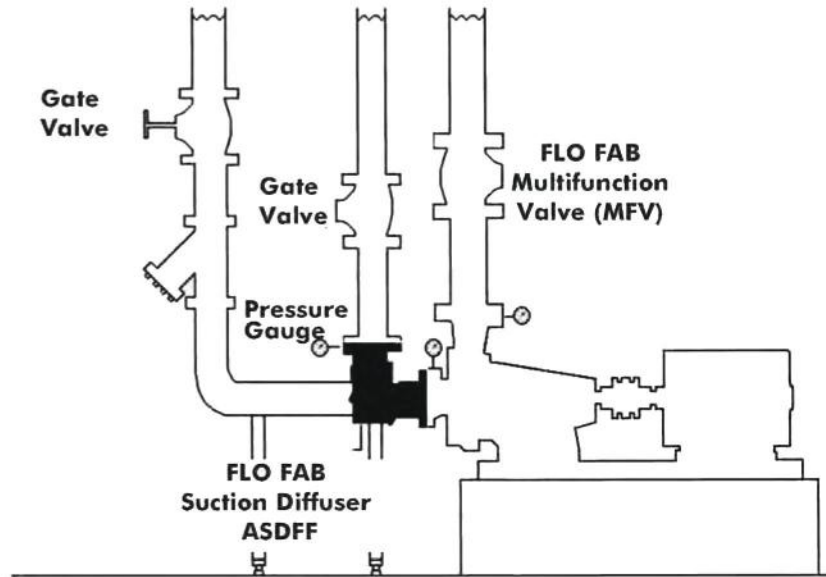 Gate
Valve
Gate
Valve
FLO FAB
Multifunction
Valve (MFV)
Pressure
Gauge
FLO FAB
Suction Diffuser
ASDFF